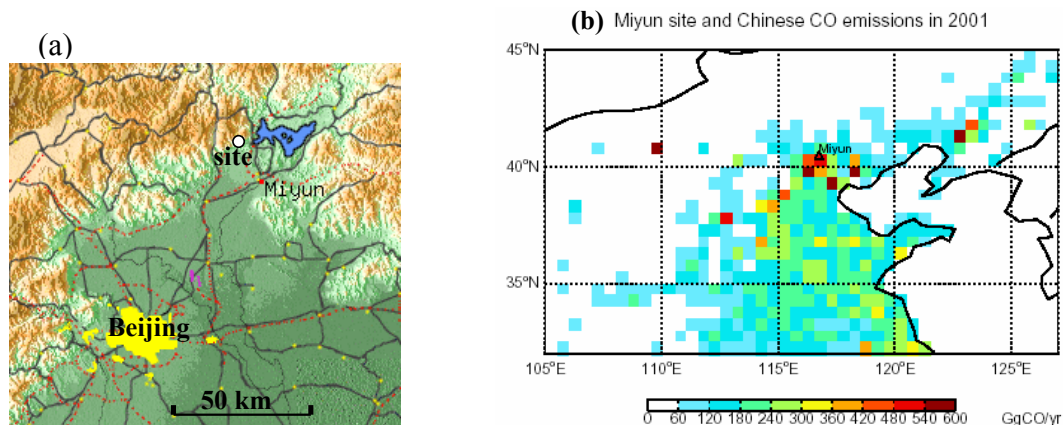 (a)
site
Miyun
Beijing
50 km
(b) Miyun site and Chinese CO emissions in 2001
45°N
Miyun
40°N
35°N
105°E 110°E 115°E 120°E 125°E
0 60 120 180 240 300 360 420 480 540 600 GgCO/yr